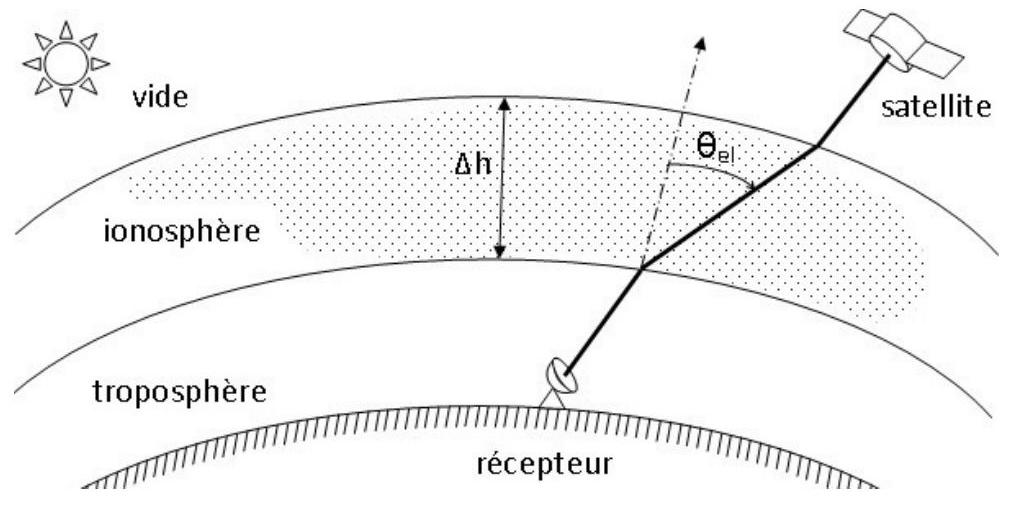 vide
satellite
θel
Δh
ionosphère
troposphère
récepteur